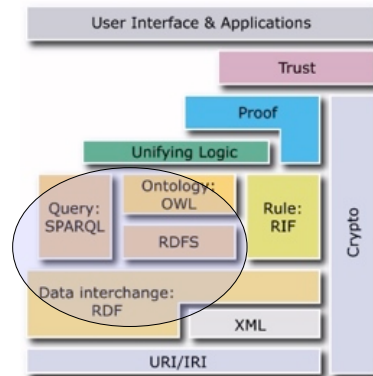 User Interface & Applications
Trust
Proof
Unifying Logic
Query:
SPARQL
Ontology:
OWL
RDFS
Rule:
RIF
Crypto
Data interchange:
RDF
XML
URI/IRI